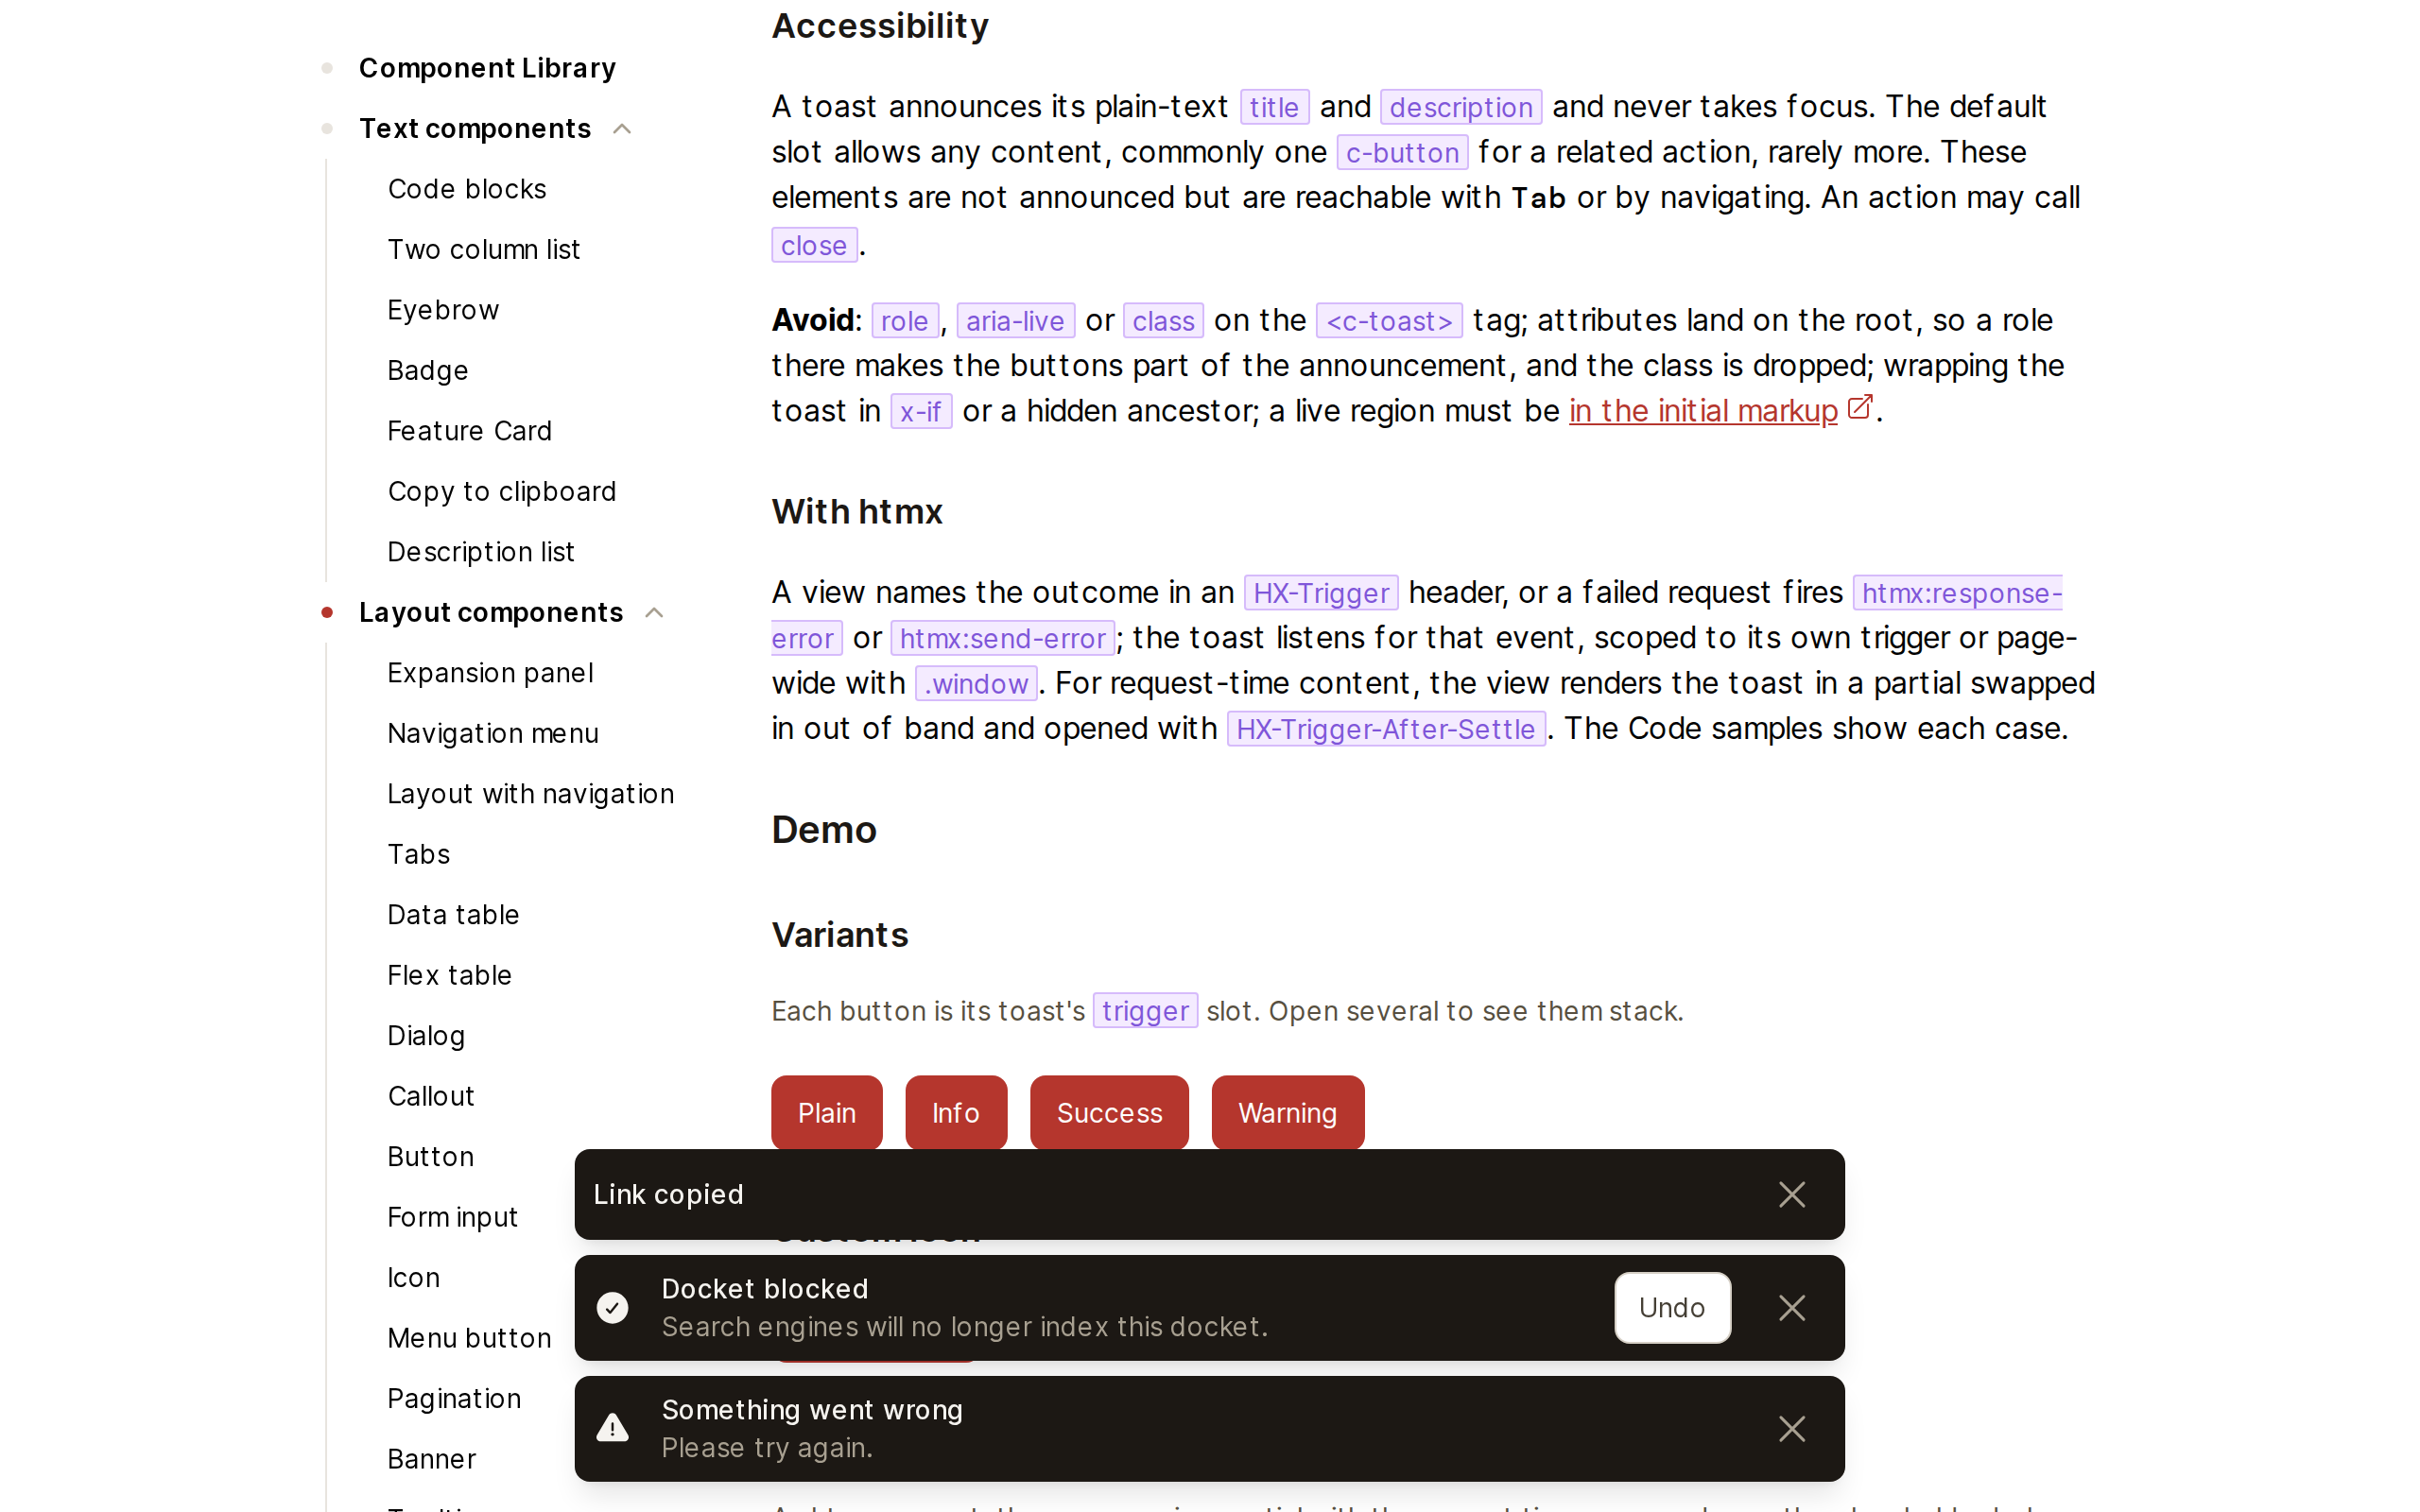 Component Library
Text components
Code blocks
Two column list
Eyebrow
Badge
Feature Card
Copy to clipboard
Description list
Layout components
Expansion panel
Navigation menu
Layout with navigation
Tabs
Data table
Flex table
Dialog
Callout
Button
Form input
Icon
Menu button
Pagination
Banner
Accessibility
A toast announces its plain-text title and description and never takes focus. The default
slot allows any content, commonly one c-button for a related action, rarely more. These
elements are not announced but are reachable with Tab or by navigating. An action may call
close.
Avoid: role, aria-live or class on the <c-toast> tag; attributes land on the root, so a role
there makes the buttons part of the announcement, and the class is dropped; wrapping the
toast in x-if or a hidden ancestor; a live region must be in the initial markup.
With htmx
A view names the outcome in an HX-Trigger header, or a failed request fires htmx:response-
error or htmx:send-error; the toast listens for that event, scoped to its own trigger or page-
wide with .window. For request-time content, the view renders the toast in a partial swapped
in out of band and opened with HX-Trigger-After-Settle. The Code samples show each case.
Demo
Variants
Each button is its toast's trigger slot. Open several to see them stack.
Plain
Info
Success
Warning
Link copied
Docket blocked
Search engines will no longer index this docket.
Undo
Something went wrong
Please try again.